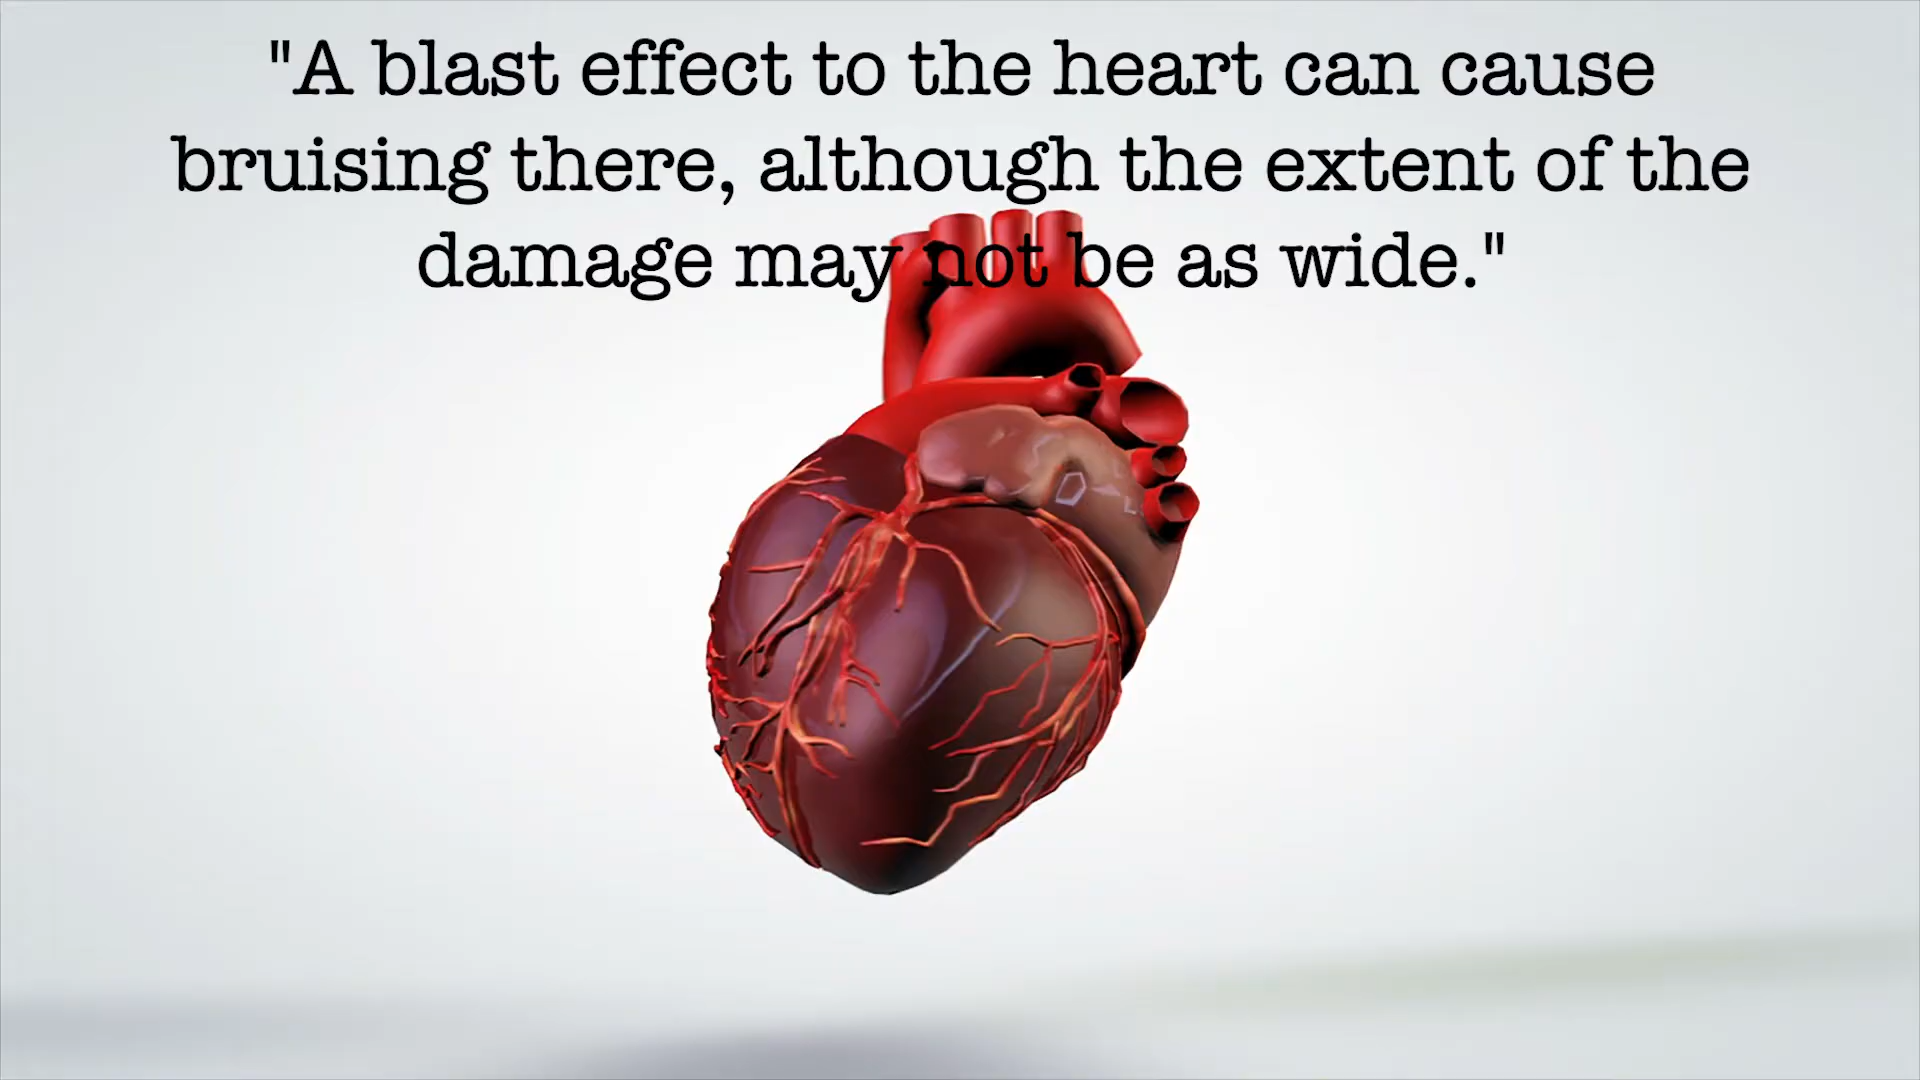 "A blast effect to the heart can cause
bruising there, although the extent of the
damage may not be as wide."